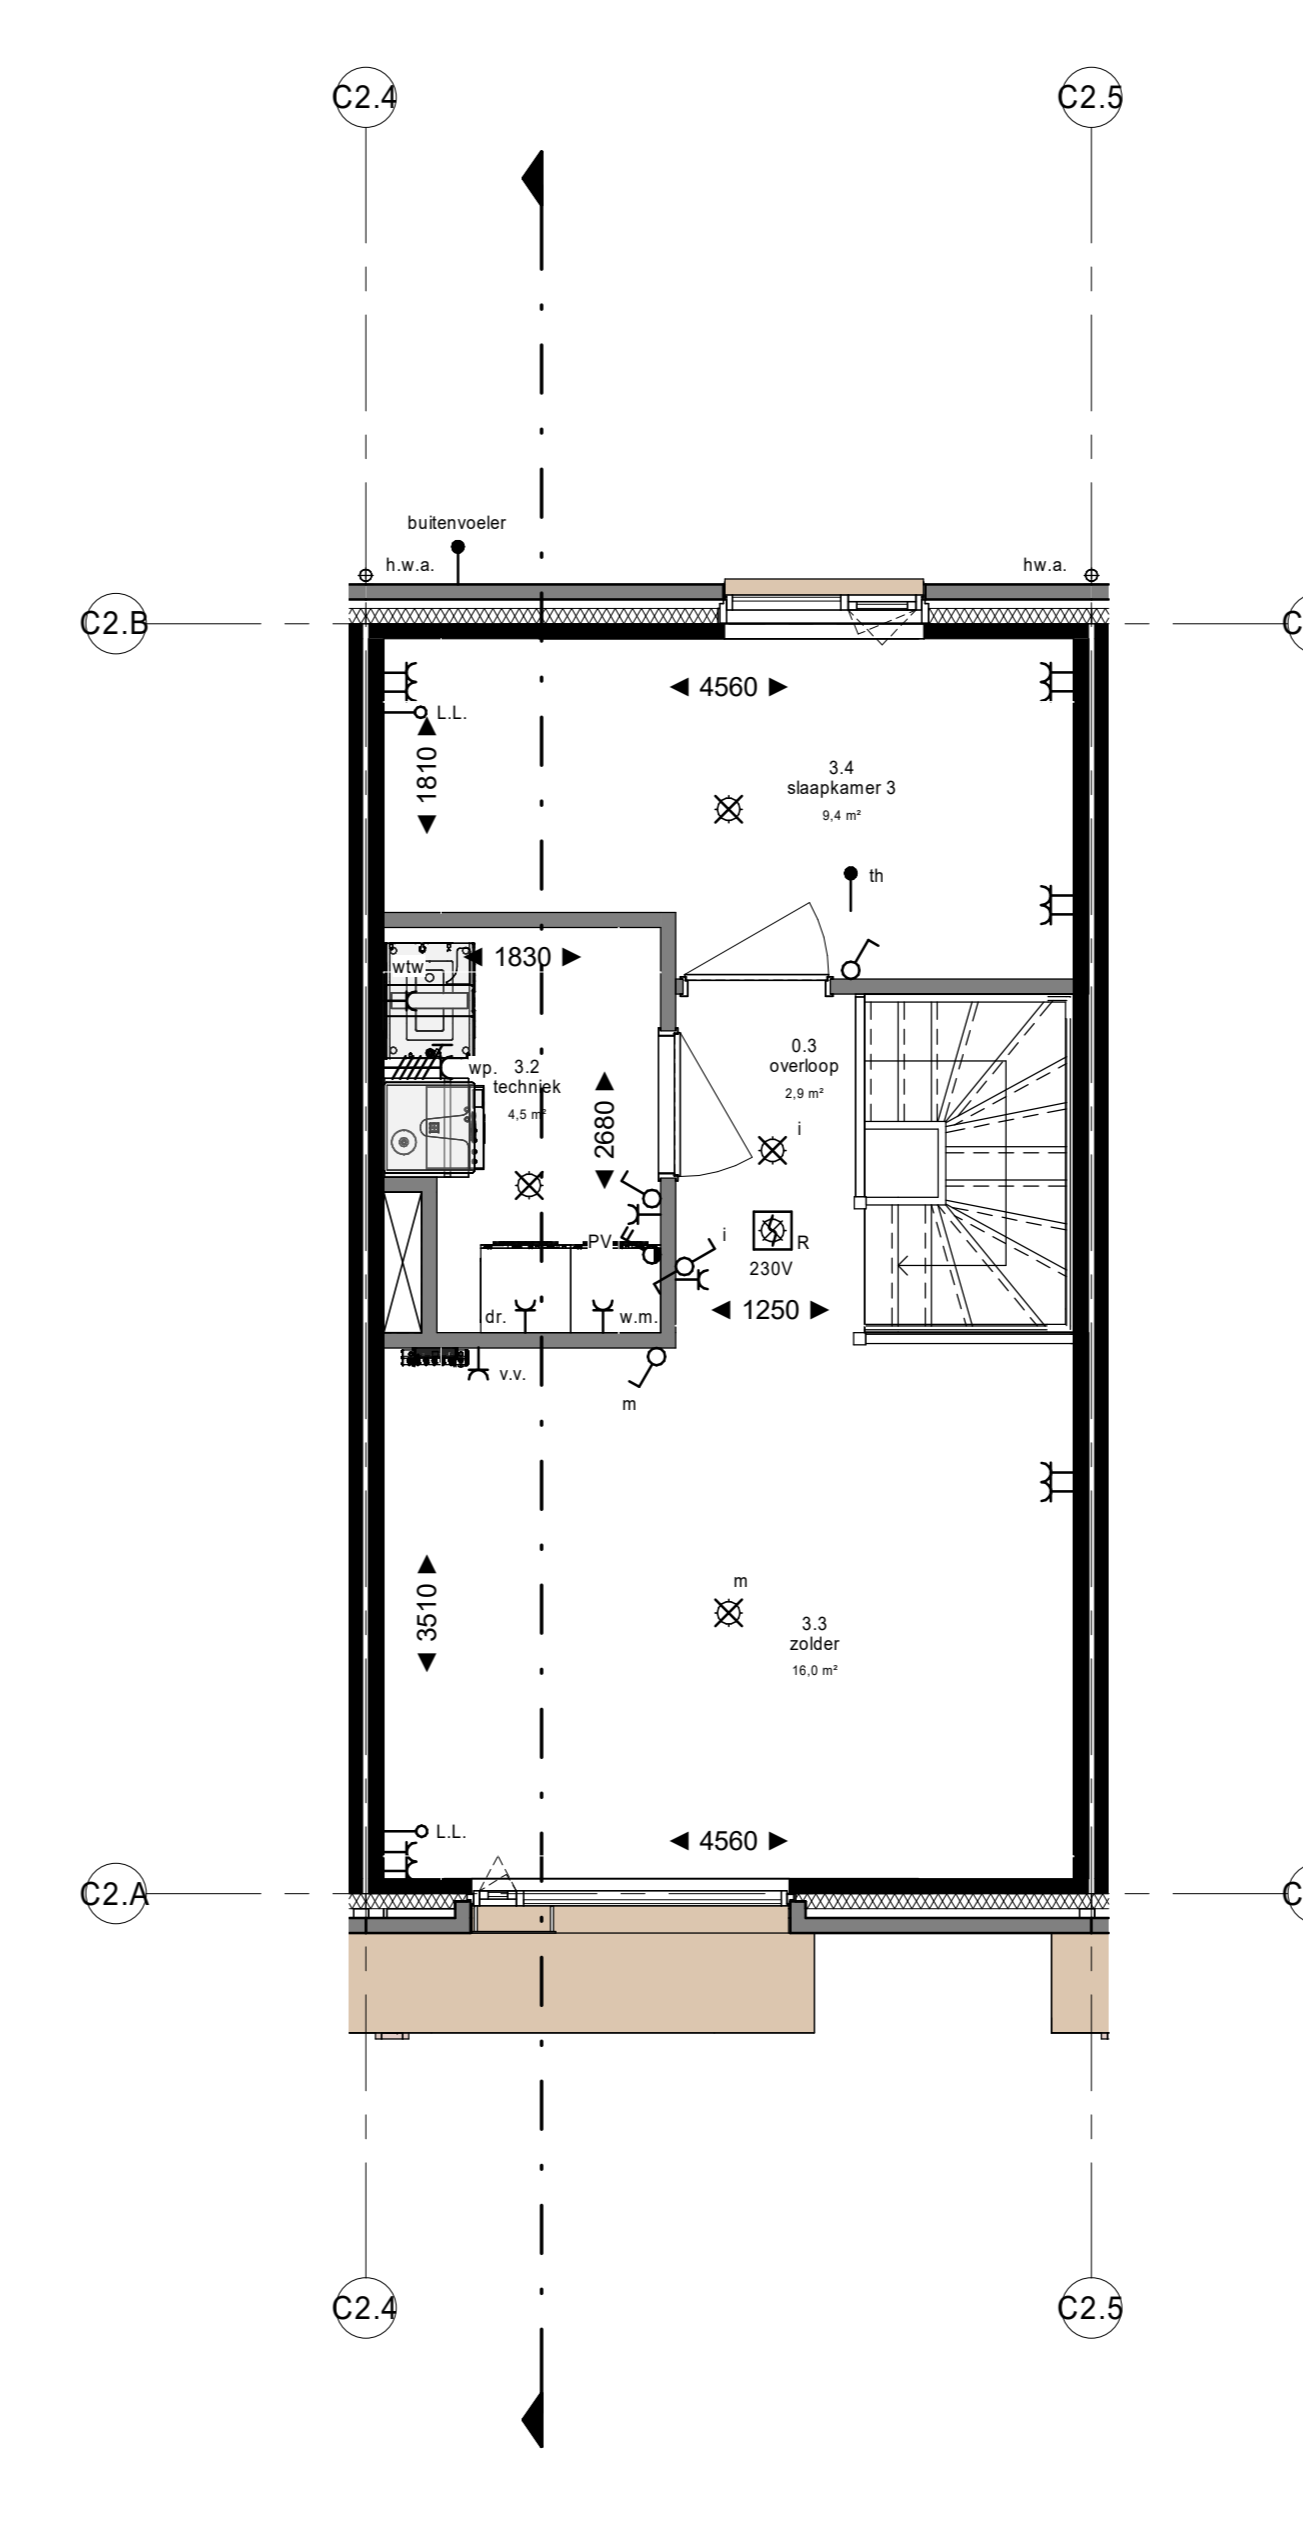 C2.4
C2.5
buitenvoeler
h.w.a.
hw.a.
C2.B
C
4560
L.L.
1810
3.4
slaapkamer 3
9,4 m²
th
1830
wtw
wp.
3.2
techniek
4,5 m²
0.3
overloop
2,9 m²
2680
i
PV
i
R
230V
1250
dr.
w.m.
v.v.
m
3510
m
3.3
zolder
16,0 m²
L.L.
4560
C2.A
C
C2.4
C2.5